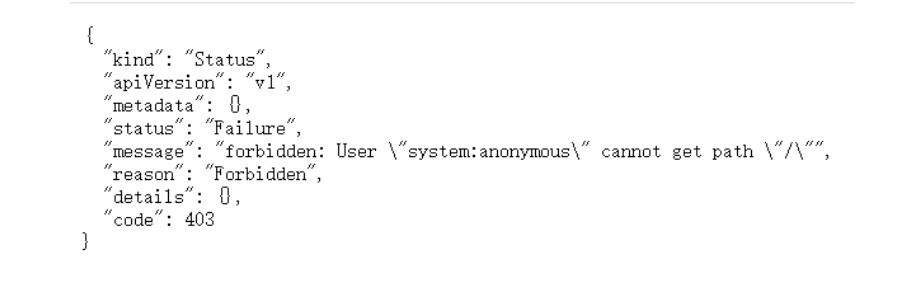 {
"kind": "Status",
"apiVersion": "v1",
"metadata": {},
"status": "Failure",
"message": "forbidden: User \"system:anonymous\" cannot get path \"/\"",
"reason": "Forbidden",
"details": {},
"code": 403
}